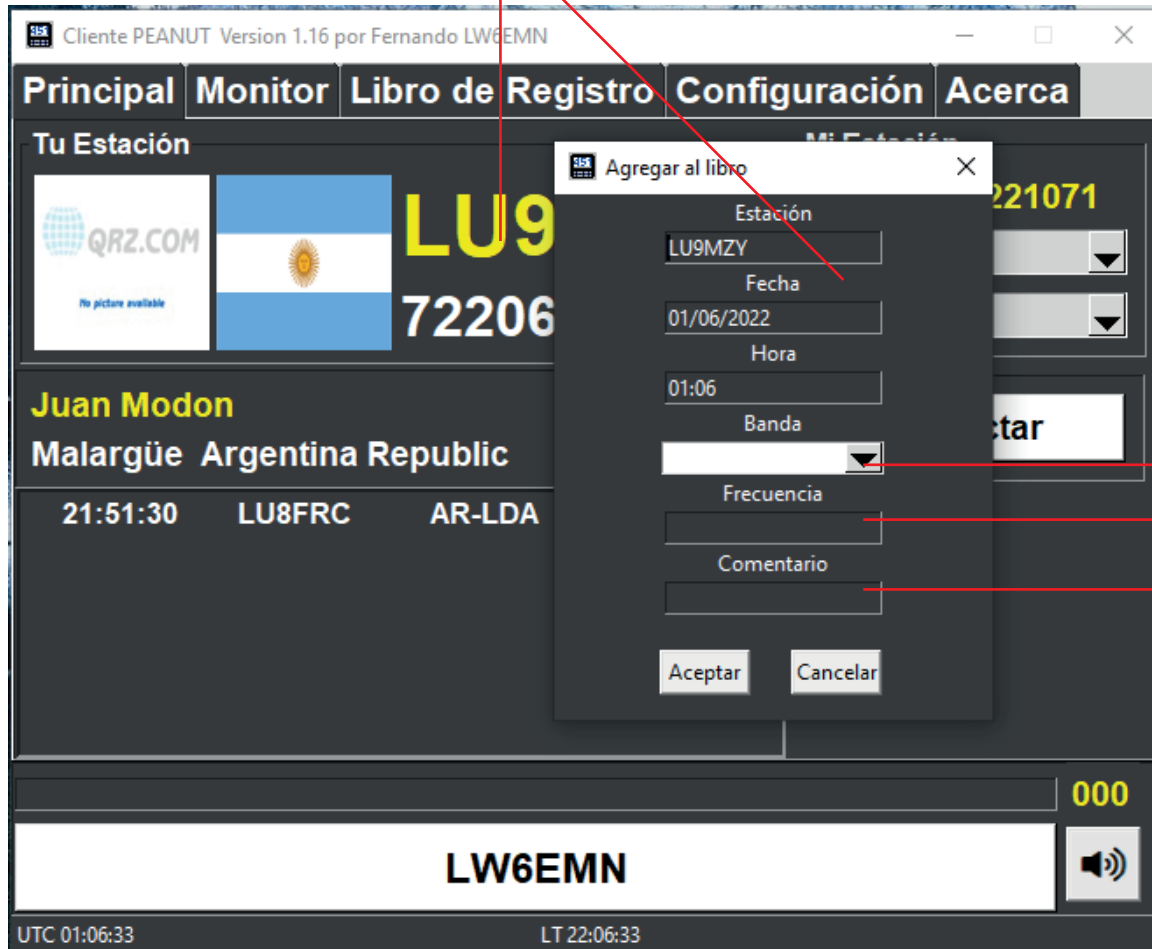 Cliente PEANUT Version 1.16 por Fernando LW6EMN
Principal Monitor Libro de Registro Configuración Acerca
Tu Estación
Mi Estación
QRZ.COM
No picture available
LU9
72206
221071
Agregar al libro
Estación
LU9MZY
Fecha
01/06/2022
Hora
01:06
Banda
Frecuencia
Comentario
Aceptar Cancelar
Juan Modon
Malargüe Argentina Republic
ctar
21:51:30 LU8FRC AR-LDA
000
LW6EMN
UTC 01:06:33 LT 22:06:33